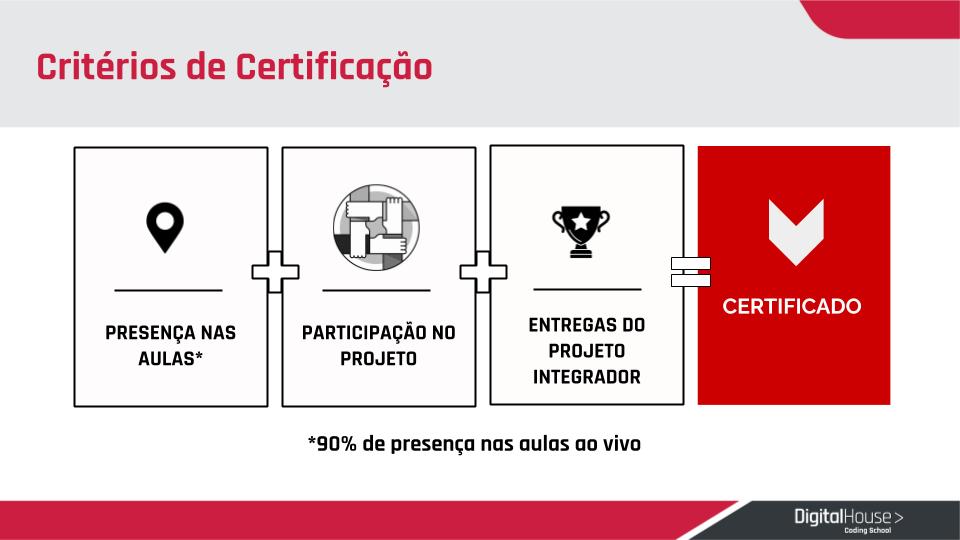 Critérios de Certificação
PRESENÇA NAS
AULAS*
PARTICIPAÇÃO NO
PROJETO
ENTREGAS DO
PROJETO
INTEGRADOR
CERTIFICADO
*90% de presença nas aulas ao vivo
DigitalHouse>
Coding School